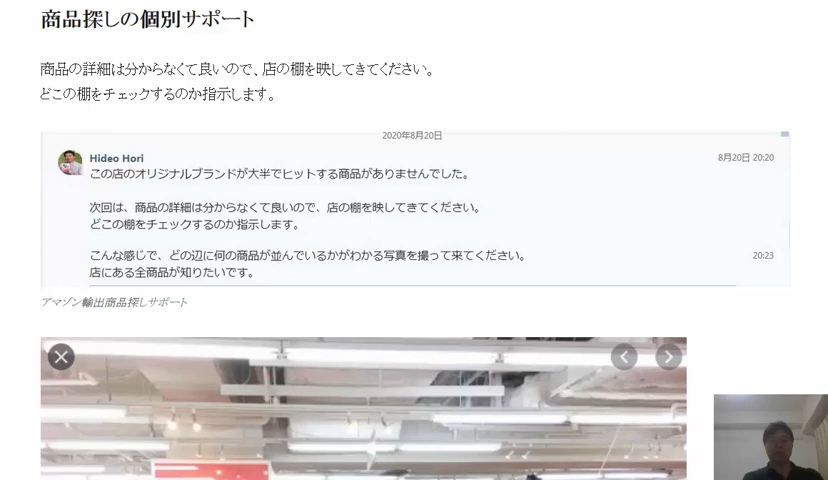 商品探しの個別サポート
商品の詳細は分からなくて良いので、店の棚を映してきてください。
どこの棚をチェックするのか指示します。
2020年8月20日
Hideo Hori
8月20日 20:20
この店のオリジナルブランドが大半でヒットする商品がありませんでした。
次回は、商品の詳細は分からなくて良いので、店の棚を映してきてください。
どこの棚をチェックするのか指示します。
こんな感じで、どの辺に何の商品が並んでいるかがわかる写真を撮って来てください。
20:23
店にある全商品が知りたいです。
アマゾン輸出商品探しサポート